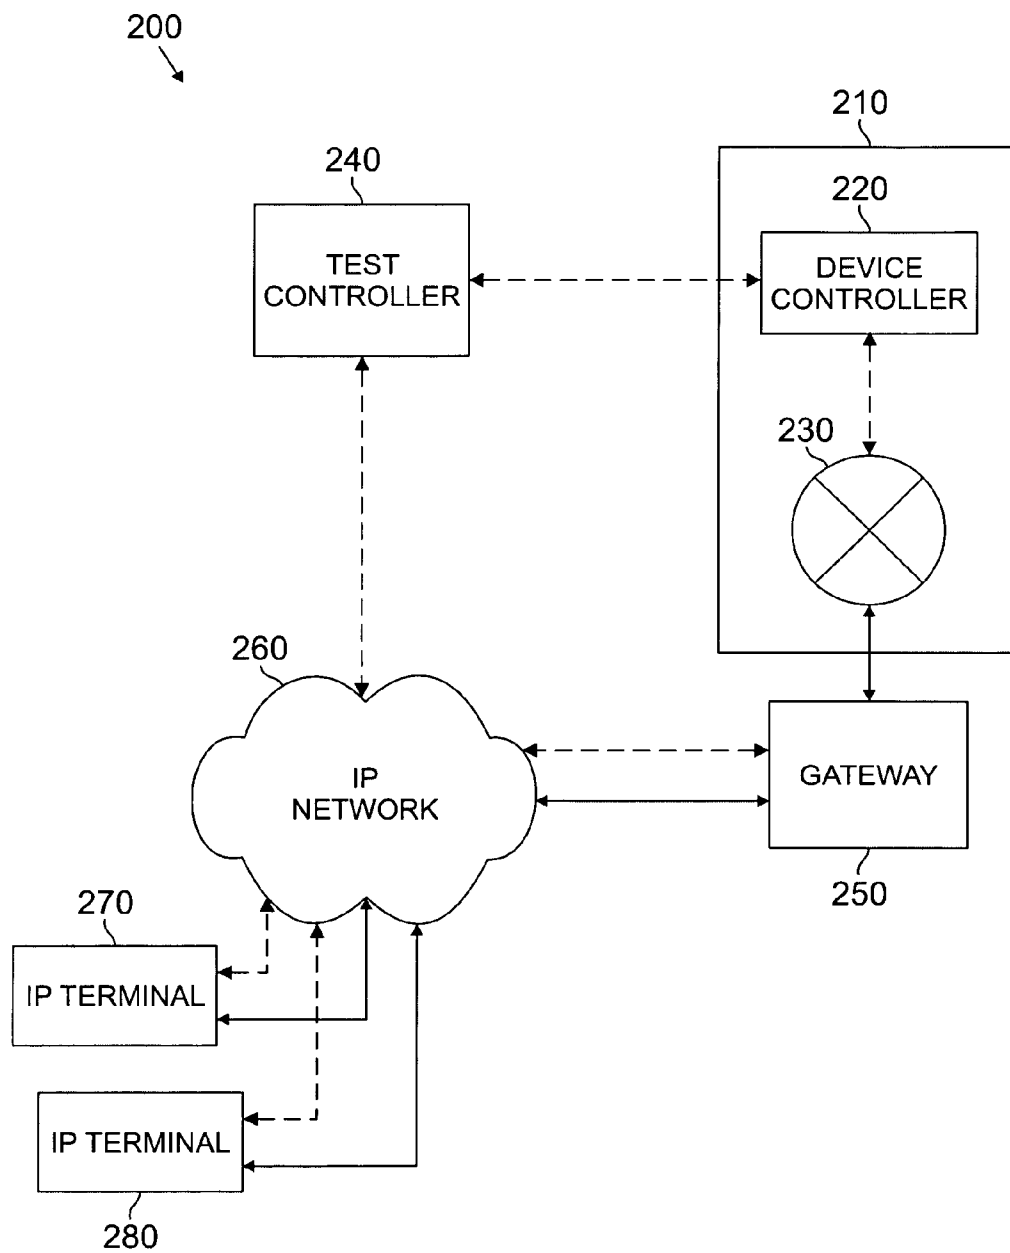 200
210
240
220
TEST
CONTROLLER
DEVICE
CONTROLLER
230
260
IP
NETWORK
GATEWAY
250
270
IP TERMINAL
IP TERMINAL
280